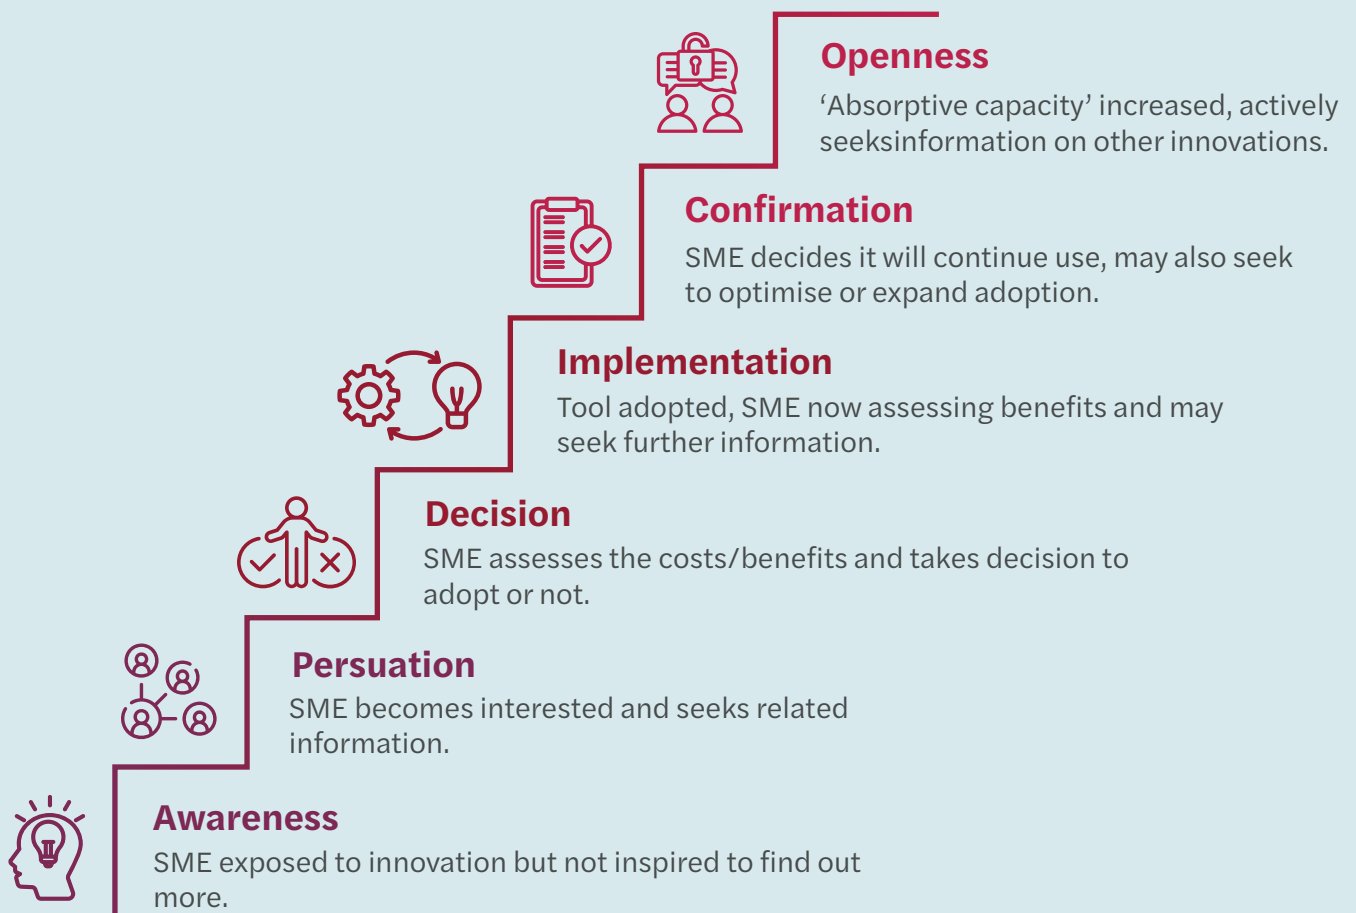 Openness
‘Absorptive capacity’ increased, actively
seeksinformation on other innovations.
Confirmation
SME decides it will continue use, may also seek
to optimise or expand adoption.
Implementation
Tool adopted, SME now assessing benefits and may
seek further information.
Decision
SME assesses the costs/benefits and takes decision to
adopt or not.
Persuation
SME becomes interested and seeks related
information.
Awareness
SME exposed to innovation but not inspired to find out
more.